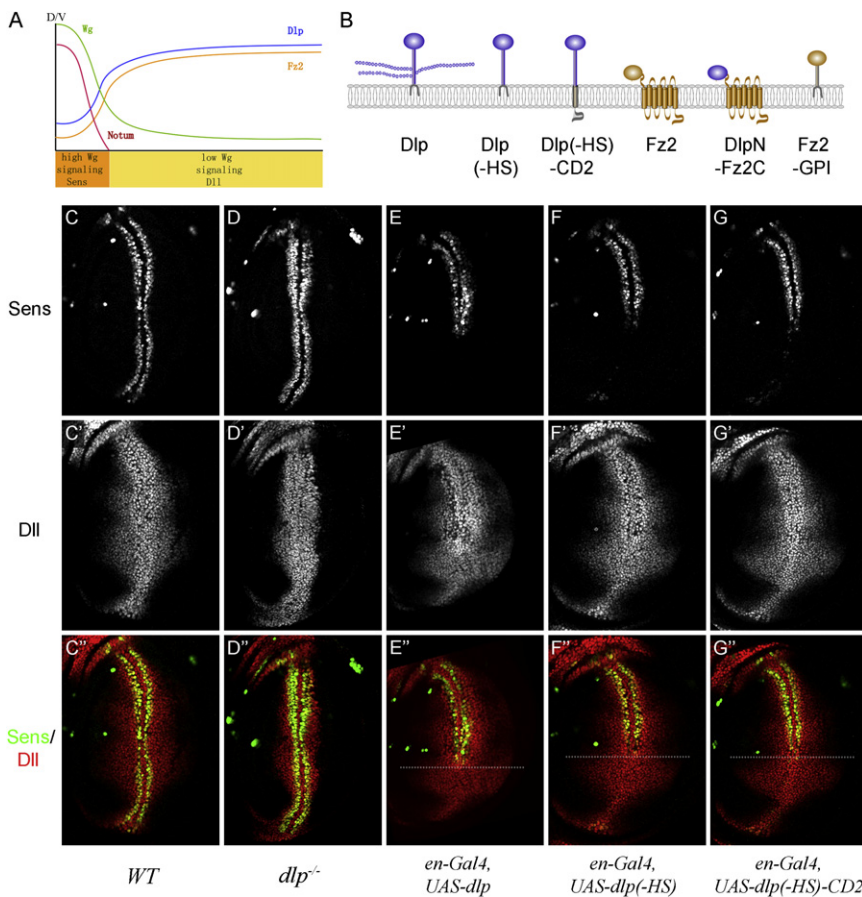 A
D/V
Wg
Dlp
Fz2
Notum
high Wg
signaling
Sens
low Wg
signaling
Dll
B
Dlp
Dlp
(-HS)
Dlp(-HS)
-CD2
Fz2
DlpN
-Fz2C
Fz2
-GPI
C
D
E
F
G
Sens
C'
D'
E'
F'
G'
Dll
C''
D''
E''
F''
G''
Sens/
Dll
WT
dlp-/-
en-Gal4,
UAS-dlp
en-Gal4,
UAS-dlp(-HS)
en-Gal4,
UAS-dlp(-HS)-CD2